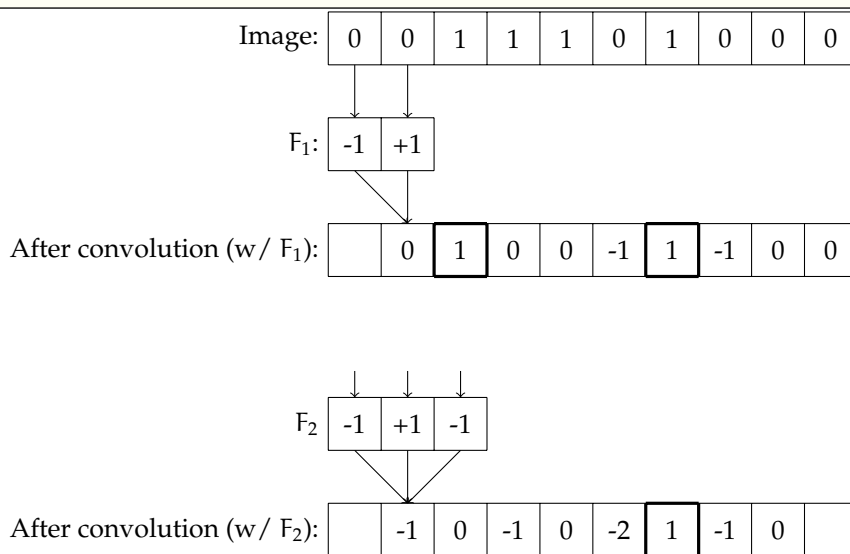 Image: 0 0 1 1 1 0 1 0 0 0
F1: -1 +1
After convolution (w/ F1): 0 1 0 0 -1 1 -1 0 0
F2 -1 +1 -1
After convolution (w/ F2): -1 0 -1 0 -2 1 -1 0